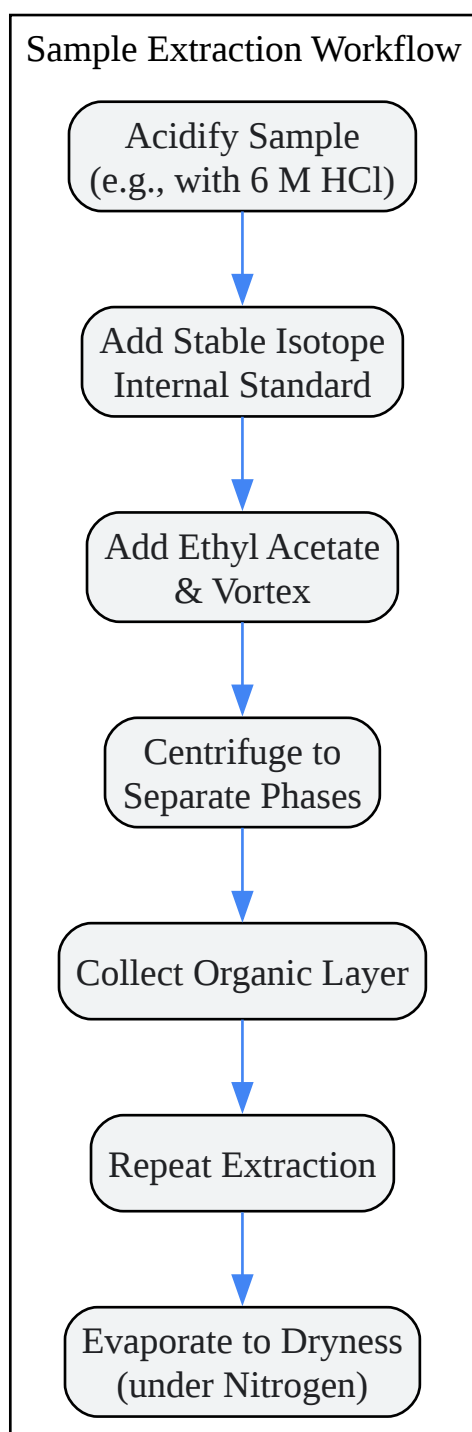 Sample Extraction Workflow
Acidify Sample
(e.g., with 6 M HCl)
Add Stable Isotope
Internal Standard
Add Ethyl Acetate
& Vortex
Centrifuge to
Separate Phases
Collect Organic Layer
Repeat Extraction
Evaporate to Dryness
(under Nitrogen)